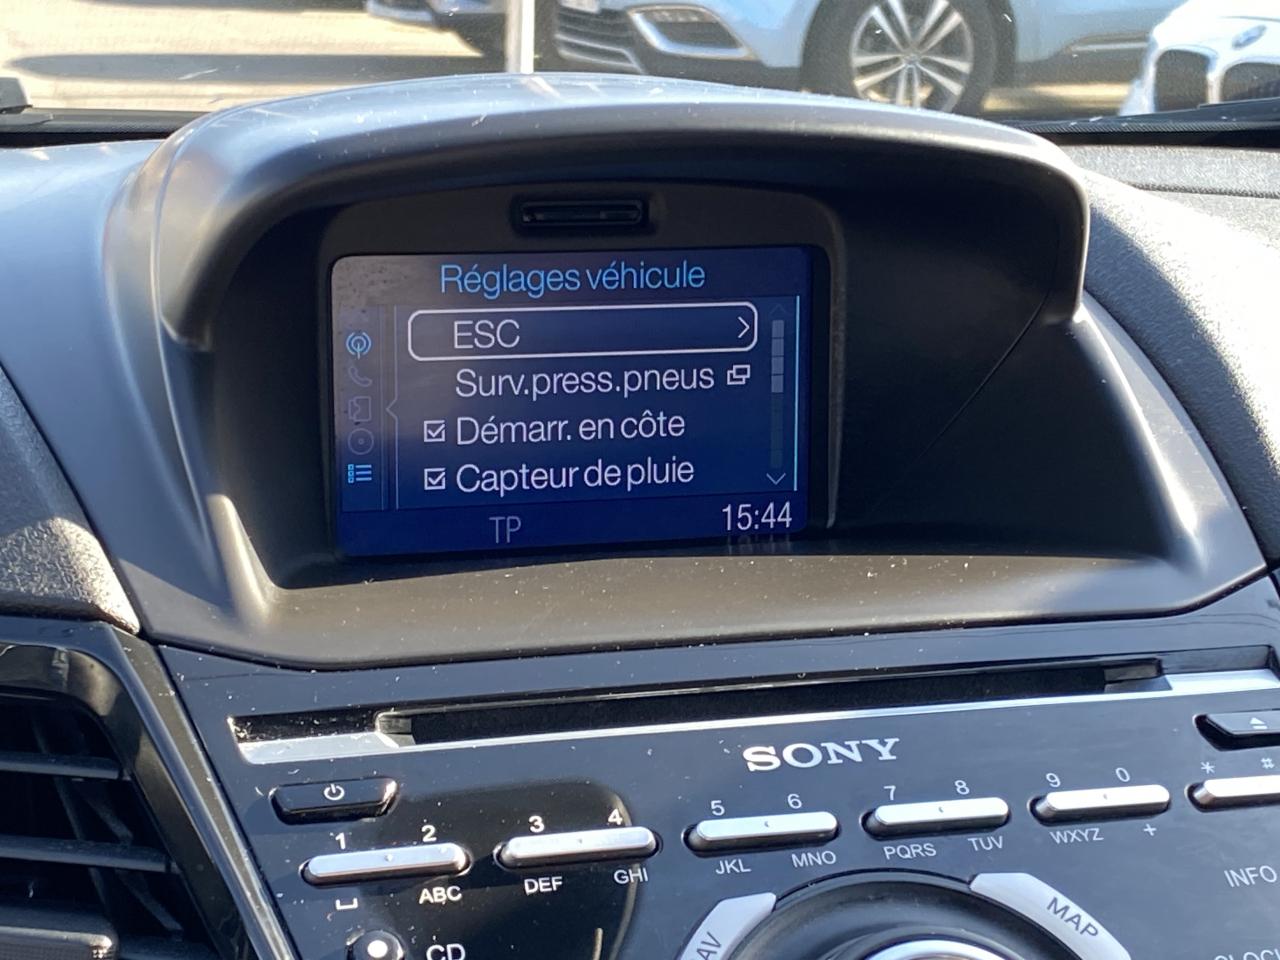 Réglages véhicule
ESC
Surv.press.pneus
Démarr. en côte
Capteur de pluie
TP 15:44
SONY
1 2 3 4 5 6 7 8 9 0 * #
ABC DEF GHI JKL MNO PQRS TUV WXYZ +
INFO
MAP
CD